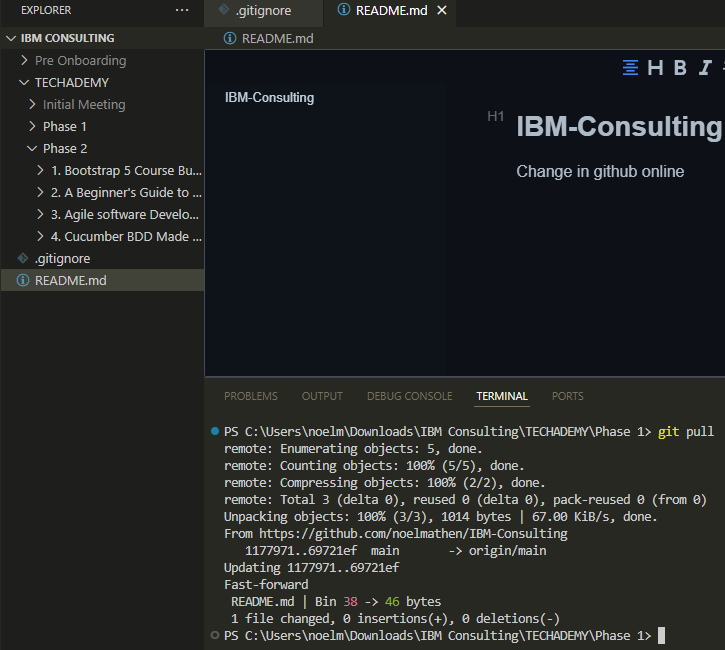 EXPLORER
.gitignore
README.md
IBM CONSULTING
README.md
Pre Onboarding
TECHADEMY
Initial Meeting
Phase 1
Phase 2
1. Bootstrap 5 Course Bu...
2. A Beginner's Guide to ...
3. Agile software Develo...
4. Cucumber BDD Made ...
.gitignore
README.md
H B I
IBM-Consulting
H1 IBM-Consulting
Change in github online
PROBLEMS OUTPUT DEBUG CONSOLE TERMINAL PORTS
PS C:\Users\noelm\Downloads\IBM Consulting\TECHADEMY\Phase 1> git pull
remote: Enumerating objects: 5, done.
remote: Counting objects: 100% (5/5), done.
remote: Compressing objects: 100% (2/2), done.
remote: Total 3 (delta 0), reused 0 (delta 0), pack-reused 0 (from 0)
Unpacking objects: 100% (3/3), 1014 bytes | 67.00 KiB/s, done.
From https://github.com/noelmathen/IBM-Consulting
1177971..69721ef main -> origin/main
Updating 1177971..69721ef
Fast-forward
README.md | Bin 38 -> 46 bytes
1 file changed, 0 insertions(+), 0 deletions(-)
PS C:\Users\noelm\Downloads\IBM Consulting\TECHADEMY\Phase 1>